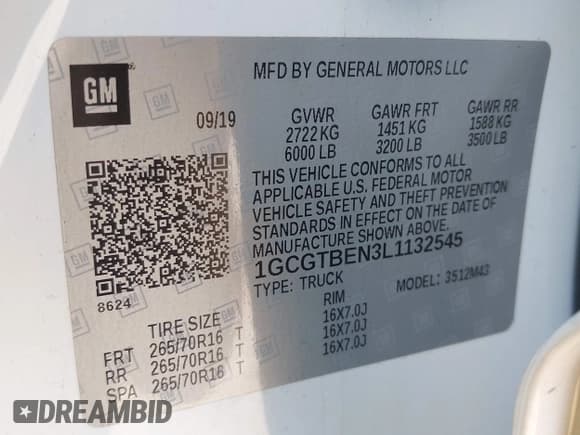 GM
MFD BY GENERAL MOTORS LLC
09/19
GVWR GAWR FRT GAWR RR
2722 KG 1451 KG 1588 KG
6000 LB 3200 LB 3500 LB
THIS VEHICLE CONFORMS TO ALL
APPLICABLE U.S. FEDERAL MOTOR
VEHICLE SAFETY AND THEFT PREVENTION
STANDARDS IN EFFECT ON THE DATE OF
MANUFACTURE SHOWN ABOVE.
1GCGTBEN3L1132545
8624
TYPE: TRUCK MODEL: 3512M43
TIRE SIZE RIM
FRT 265/70R16 T 16X7.0J
RR 265/70R16 T 16X7.0J
SPA 265/70R16 T 16X7.0J
DREAMBID